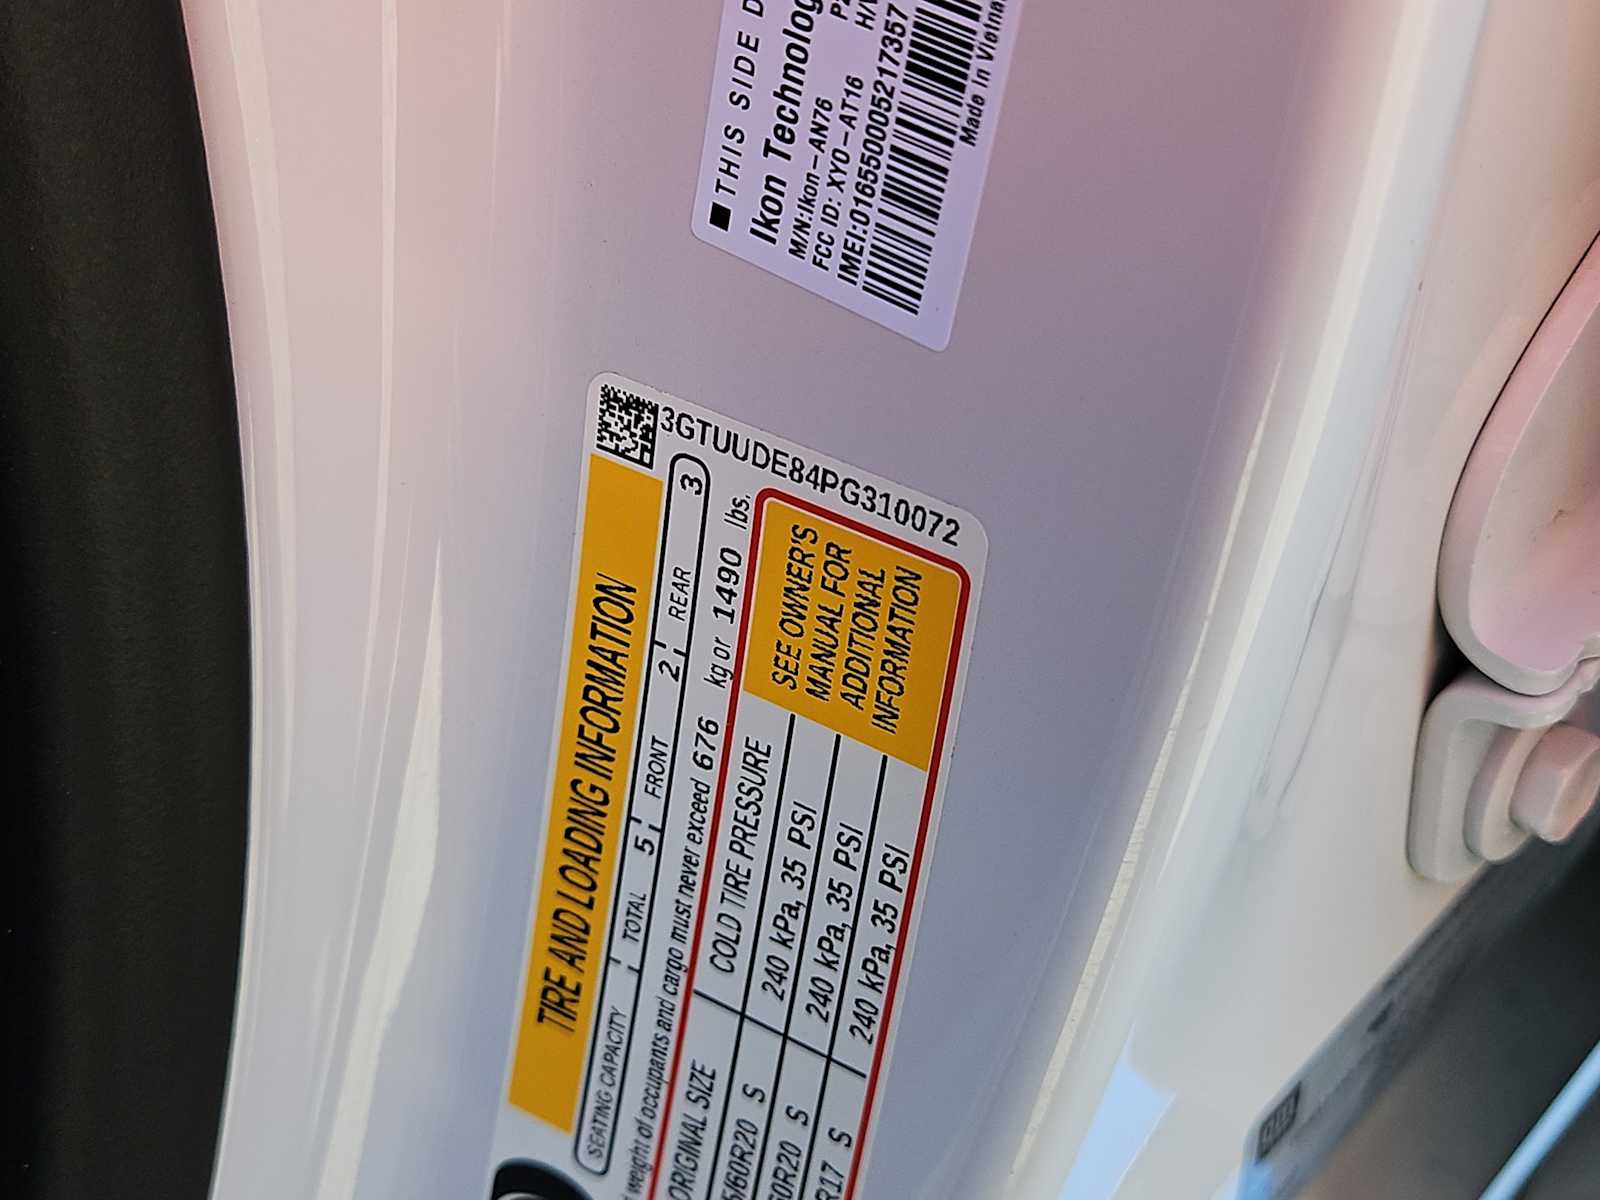 THIS SIDE
Ikon
M/N:Ikon-AN76
FCC ID: XYO-AT16
IMEI:016550005217357
Made in
3GTUUDE84PG310072
TIRE AND LOADING INFORMATION
SEATING CAPACITY TOTAL 5 FRONT 2 REAR 3
weight of occupants and cargo must never exceed 676 kg or 1490 lbs.
ORIGINAL SIZE COLD TIRE PRESSURE
/60R20 S 240 kPa, 35 PSI
0R20 S 240 kPa, 35 PSI
R17 S 240 kPa, 35 PSI
SEE OWNER'S
MANUAL FOR
ADDITIONAL
INFORMATION